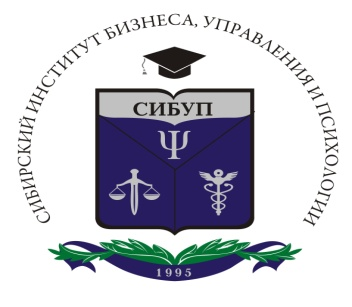 СИБИРСКИЙ ИНСТИТУТ БИЗНЕСА, УПРАВЛЕНИЯ И ПСИХОЛОГИИ
СИБУП
Ψ
1995